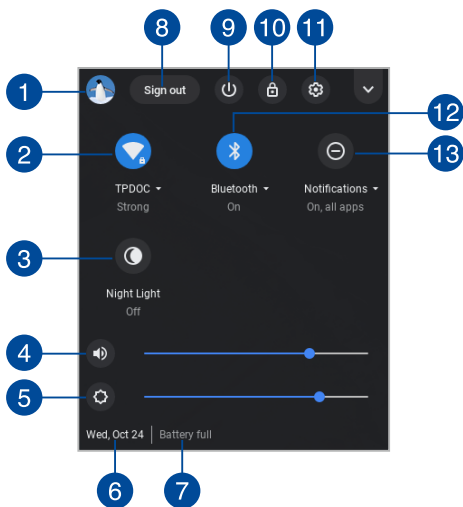 8 9 10 11
1 Sign out
12
2 13
TPDOC Bluetooth Notifications
Strong On On, all apps
3
Night Light
Off
4
5
Wed, Oct 24 Battery full
6 7